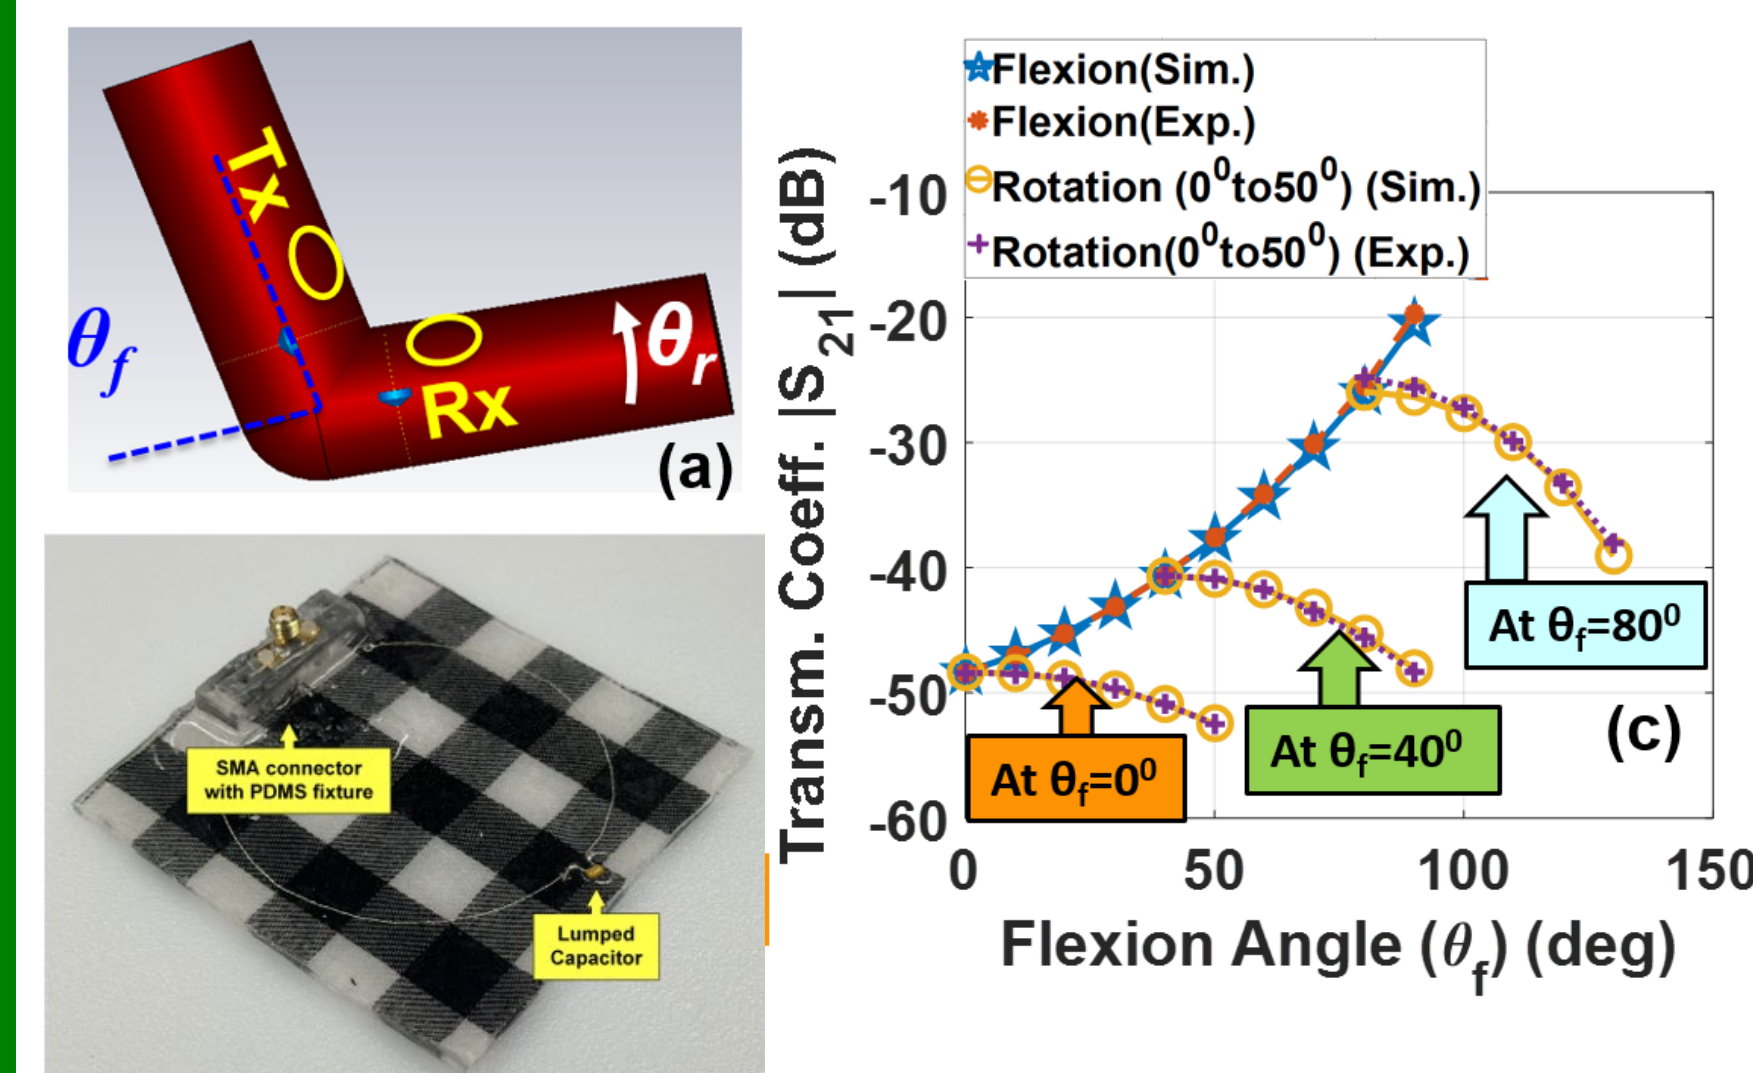 Tx
θf
θr
Rx
(a)
SMA connector
with PDMS fixture
Lumped
Capacitor
Flexion(Sim.)
Flexion(Exp.)
Rotation (0⁰to50⁰) (Sim.)
Rotation(0⁰to50⁰) (Exp.)
Transm. Coeff. |S21| (dB)
-10
-20
-30
-40
-50
-60
At θf=80⁰
At θf=40⁰
At θf=0⁰
(c)
0 50 100 150
Flexion Angle (θf) (deg)